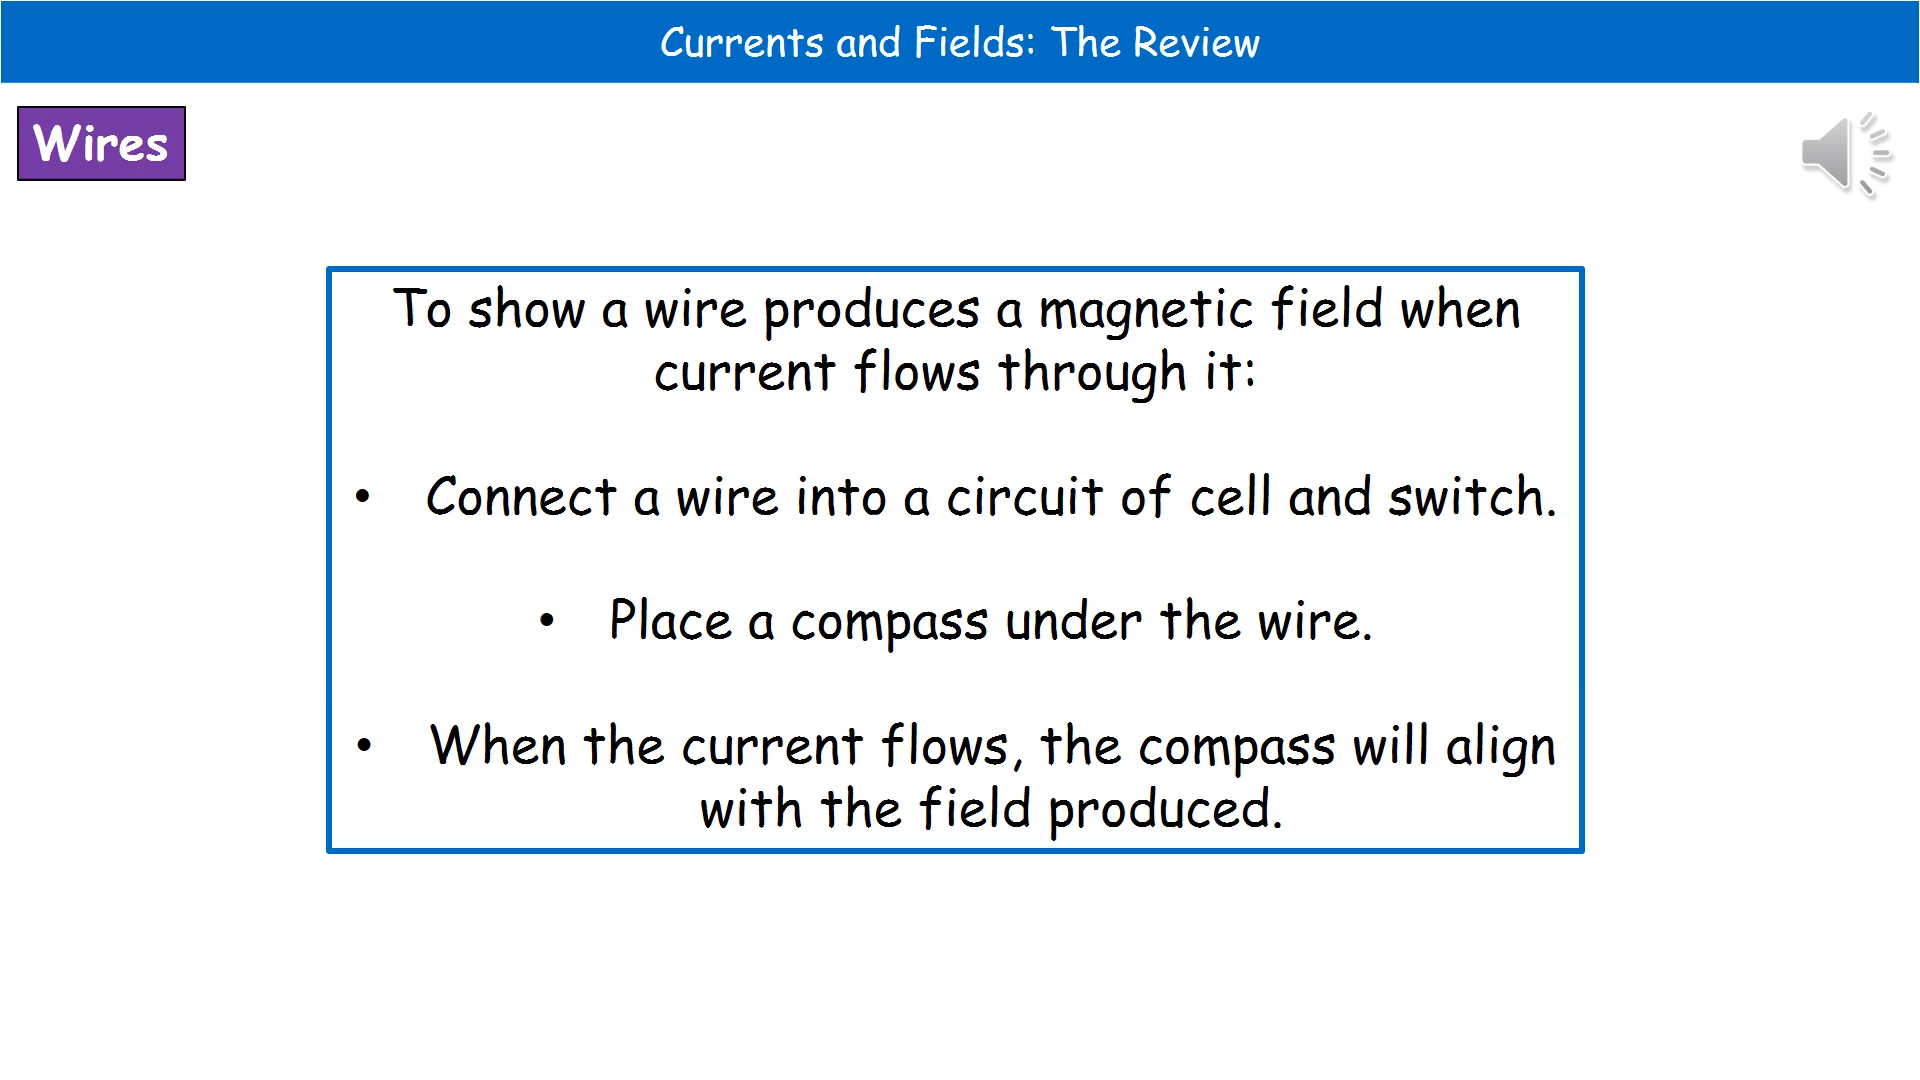 Currents and Fields: The Review
Wires
To show a wire produces a magnetic field when
current flows through it:
• Connect a wire into a circuit of cell and switch.
• Place a compass under the wire.
• When the current flows, the compass will align
with the field produced.